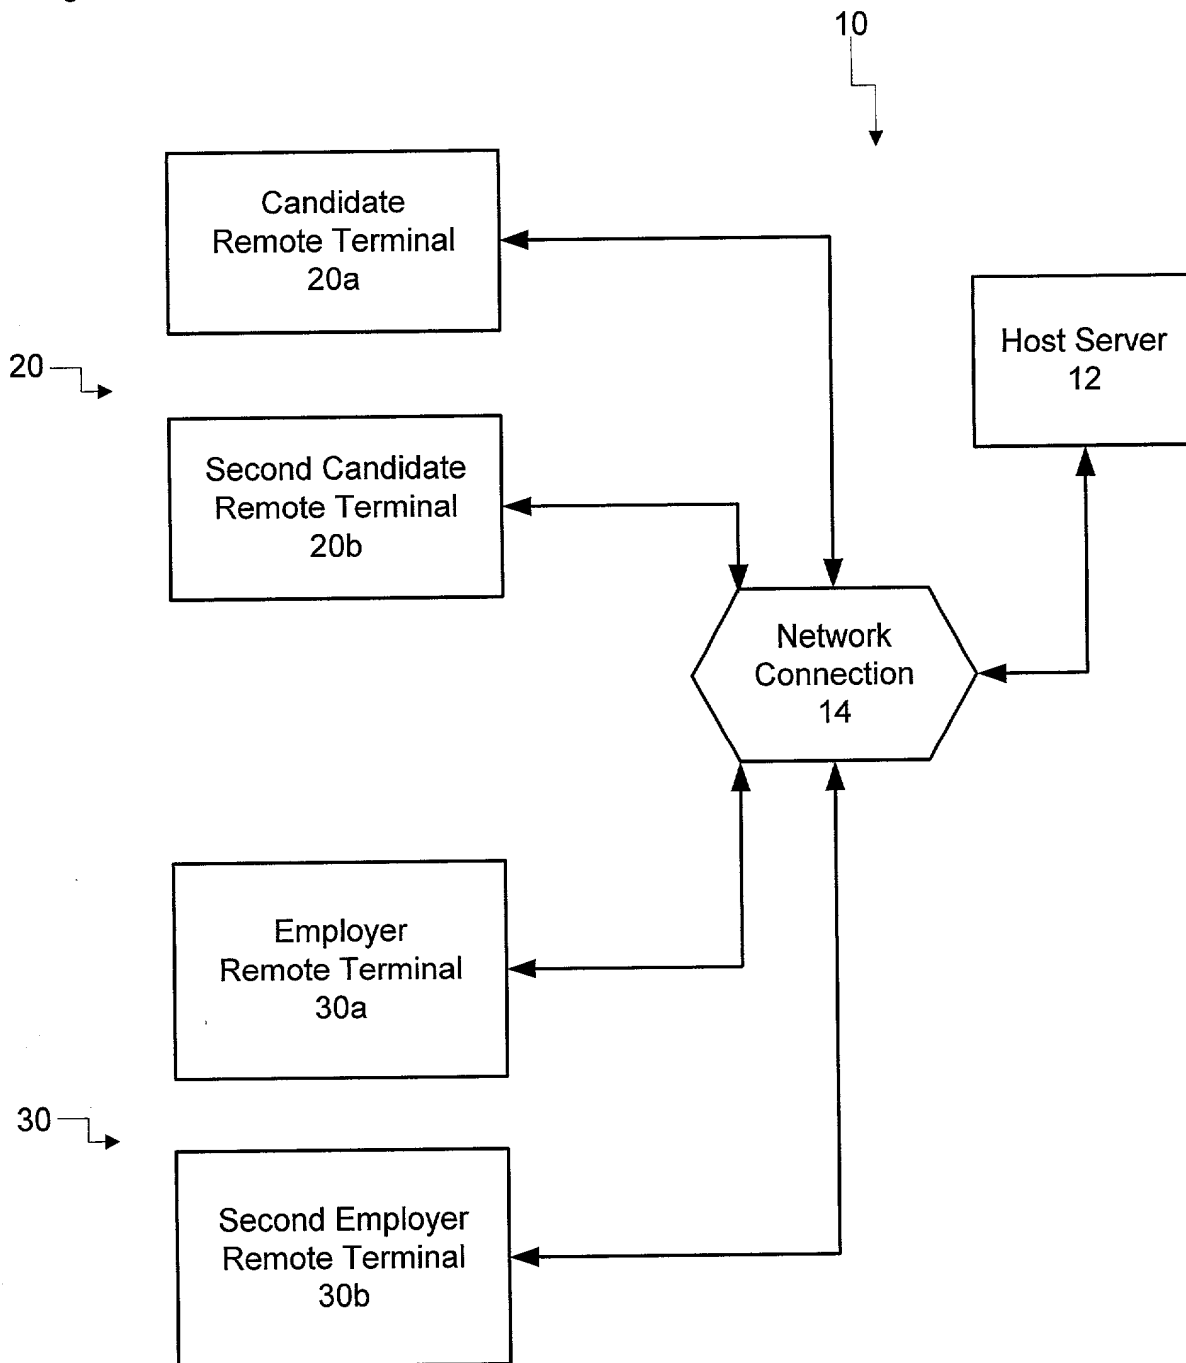 10
Candidate
Remote Terminal
20a
Host Server
12
20
Second Candidate
Remote Terminal
20b
Network
Connection
14
Employer
Remote Terminal
30a
30
Second Employer
Remote Terminal
30b